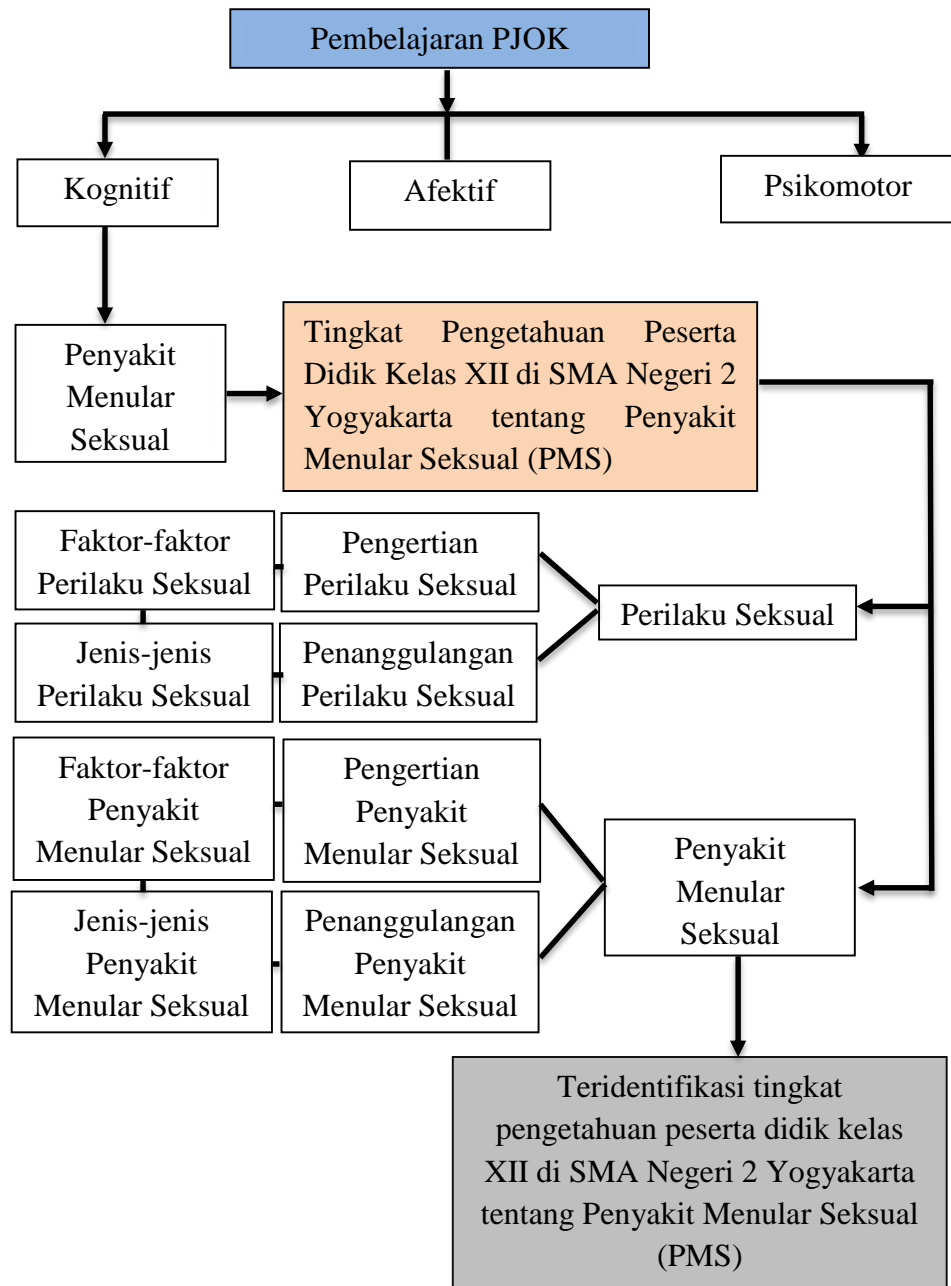 Pembelajaran PJOK
Kognitif
Afektif
Psikomotor
Penyakit
Menular
Seksual
Tingkat Pengetahuan Peserta
Didik Kelas XII di SMA Negeri 2
Yogyakarta tentang Penyakit
Menular Seksual (PMS)
Faktor-faktor
Perilaku Seksual
Pengertian
Perilaku Seksual
Perilaku Seksual
Jenis-jenis
Perilaku Seksual
Penanggulangan
Perilaku Seksual
Faktor-faktor
Penyakit
Menular Seksual
Pengertian
Penyakit
Menular Seksual
Penyakit
Menular
Seksual
Jenis-jenis
Penyakit
Menular Seksual
Penanggulangan
Penyakit
Menular Seksual
Teridentifikasi tingkat
pengetahuan peserta didik kelas
XII di SMA Negeri 2 Yogyakarta
tentang Penyakit Menular Seksual
(PMS)